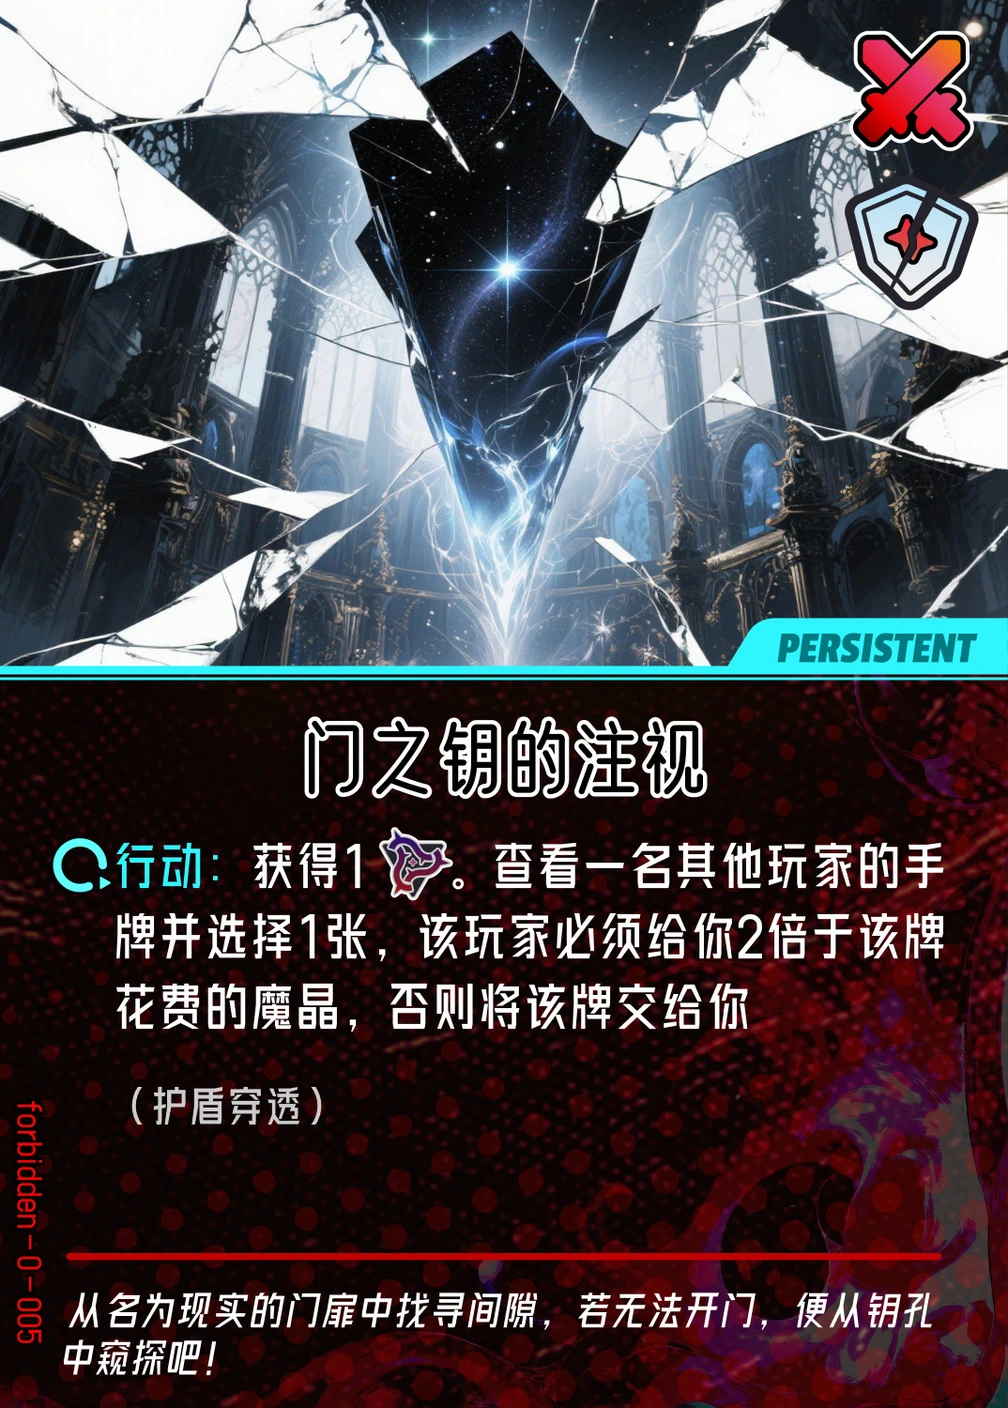 PERSISTENT
门之钥的注视
行动：获得1。查看一名其他玩家的手
牌并选择1张，该玩家必须给你2倍于该牌
花费的魔晶，否则将该牌交给你
（护盾穿透）
forbidden-0-005
从名为现实的门扉中找寻间隙，若无法开门，便从钥孔
中窥探吧！